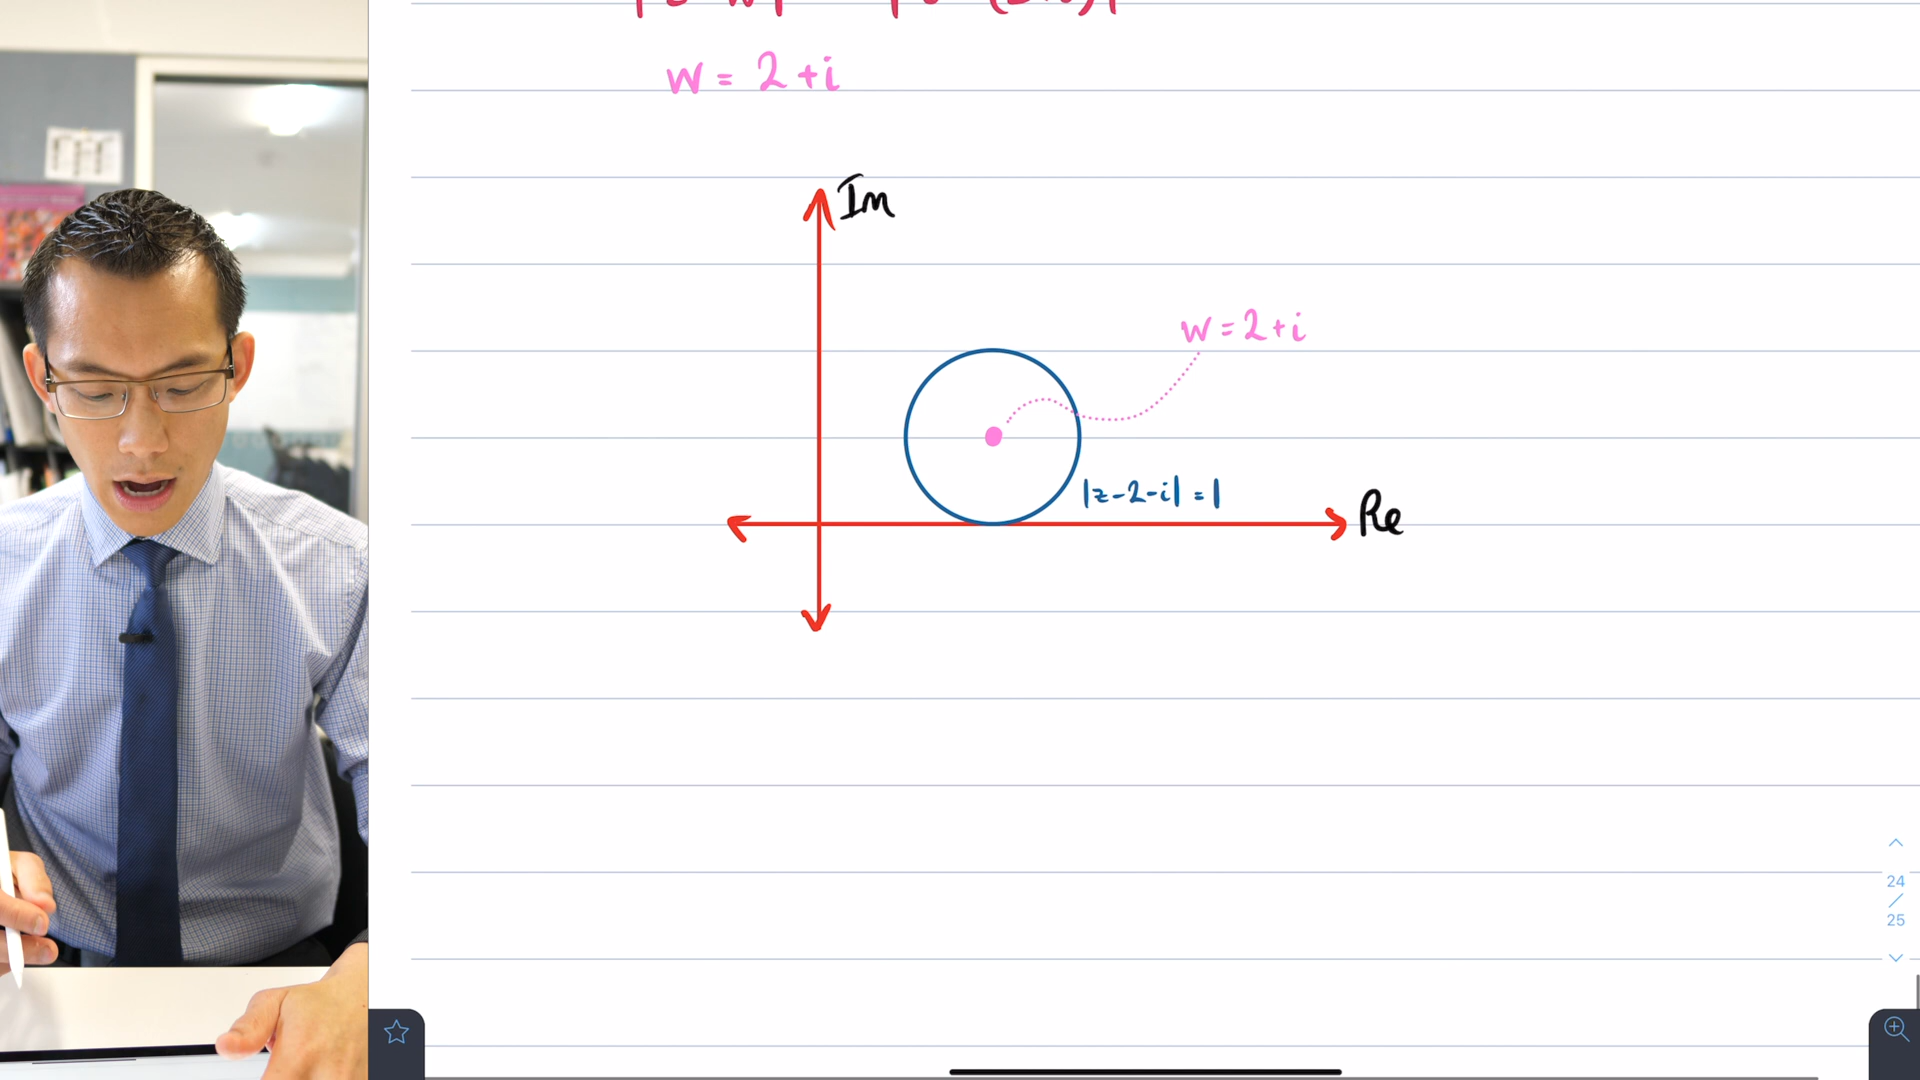 w = 2+i
Im
w = 2+i
|z-2-i| = 1
Re
24
/
25